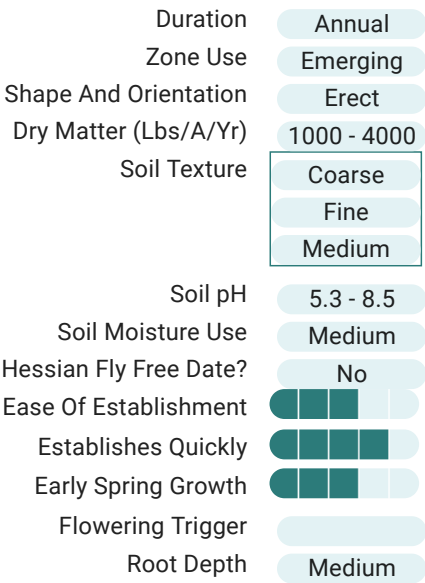 Duration Annual
Zone Use Emerging
Shape And Orientation Erect
Dry Matter (Lbs/A/Yr) 1000 - 4000
Soil Texture Coarse
Fine
Medium
Soil pH 5.3 - 8.5
Soil Moisture Use Medium
Hessian Fly Free Date? No
Ease Of Establishment
Establishes Quickly
Early Spring Growth
Flowering Trigger
Root Depth Medium